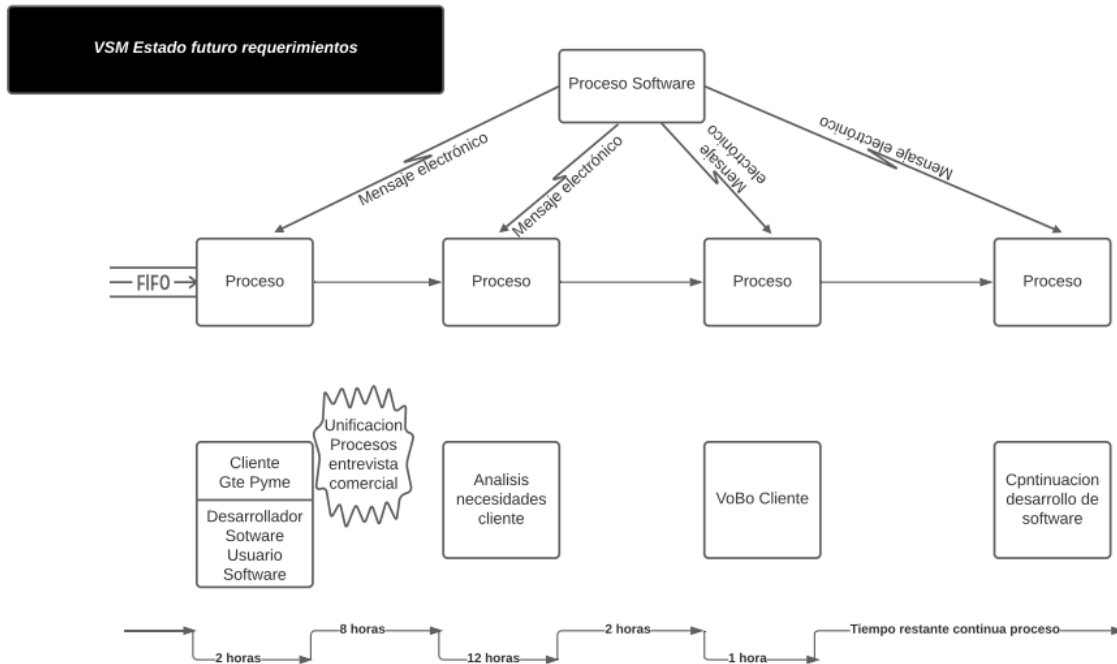 VSM Estado futuro requerimientos
Proceso Software
Mensaje electrónico
Mensaje electrónico
Mensaje
electrónico
Mensaje electrónico
FIFO
Proceso
Proceso
Proceso
Proceso
Cliente
Gte Pyme
Desarrollador
Sotware
Usuario
Software
Unificacion
Procesos
entrevista
comercial
Analisis
necesidades
cliente
VoBo Cliente
Cpntinuacion
desarrollo de
software
2 horas
8 horas
12 horas
2 horas
1 hora
Tiempo restante continua proceso